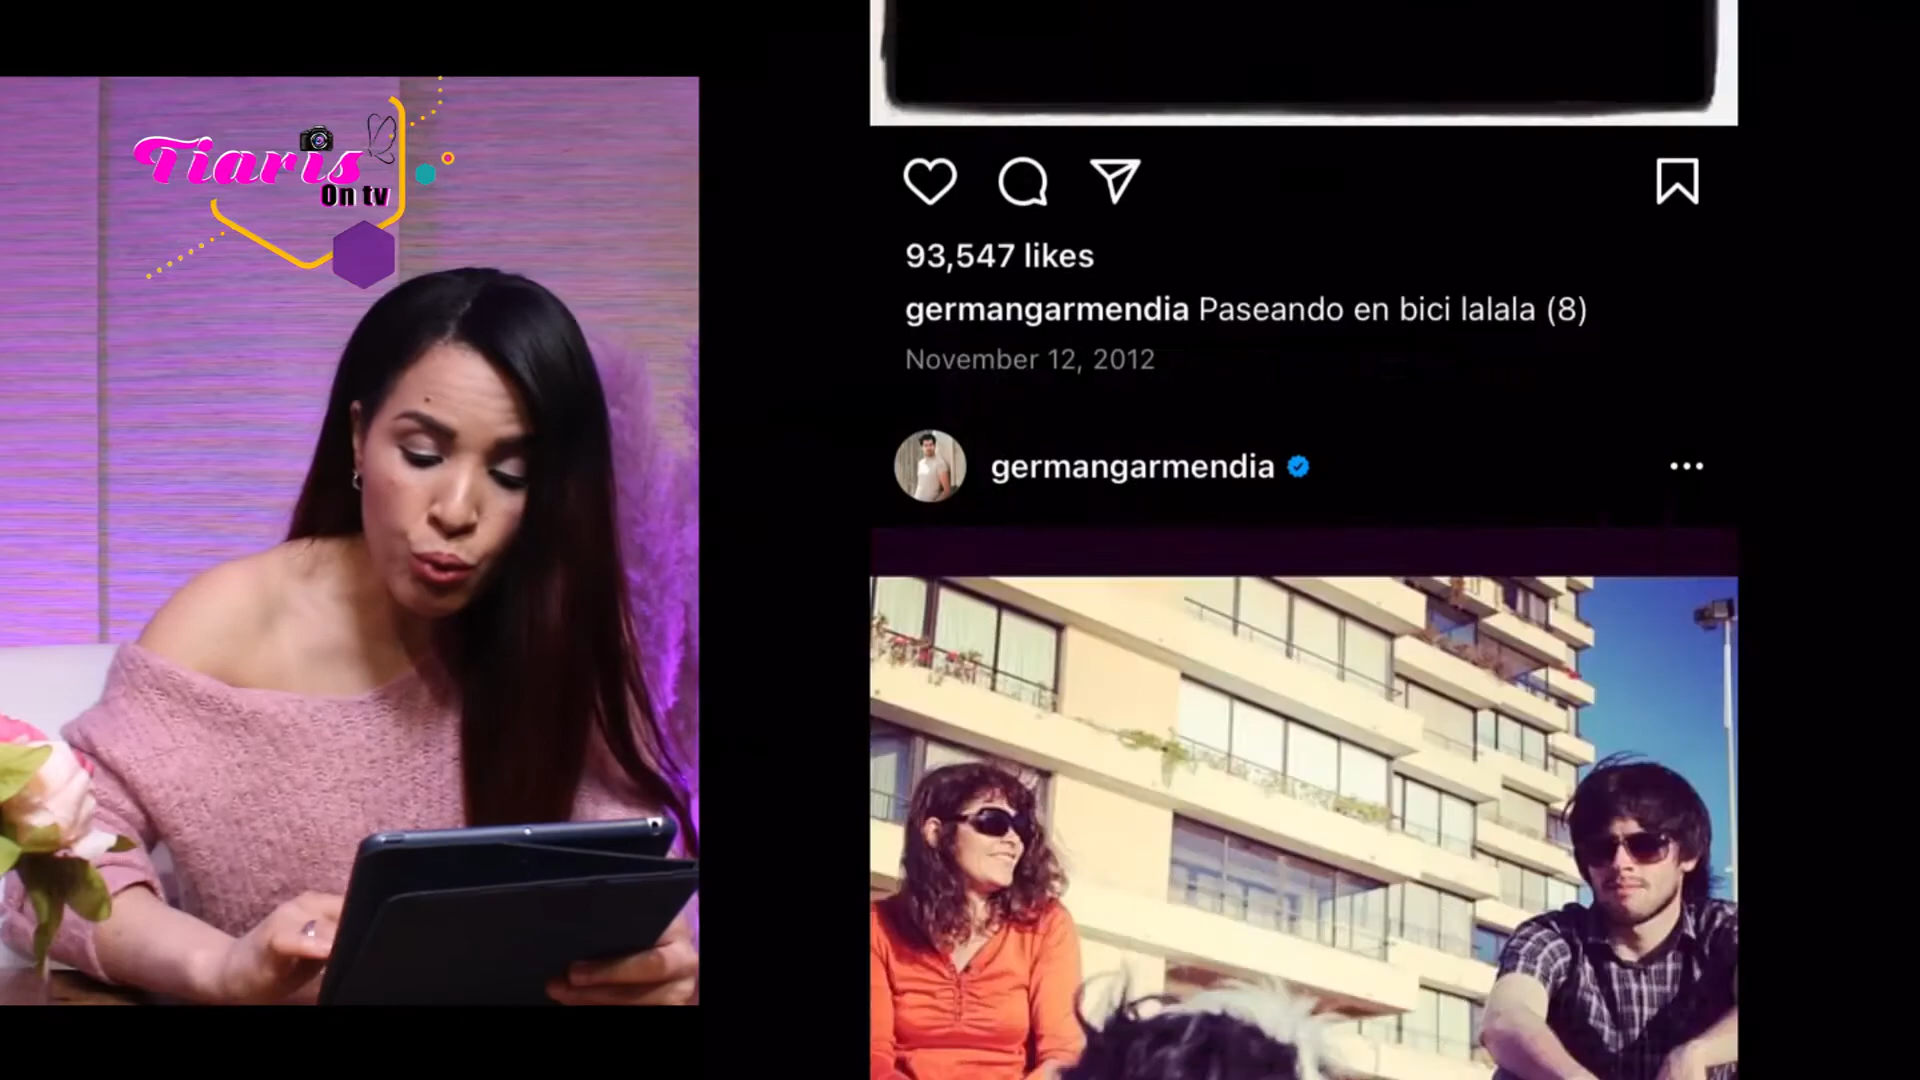 Tiaris
On tv
93,547 likes
germangarmendia Paseando en bici lalala (8)
November 12, 2012
germangarmendia